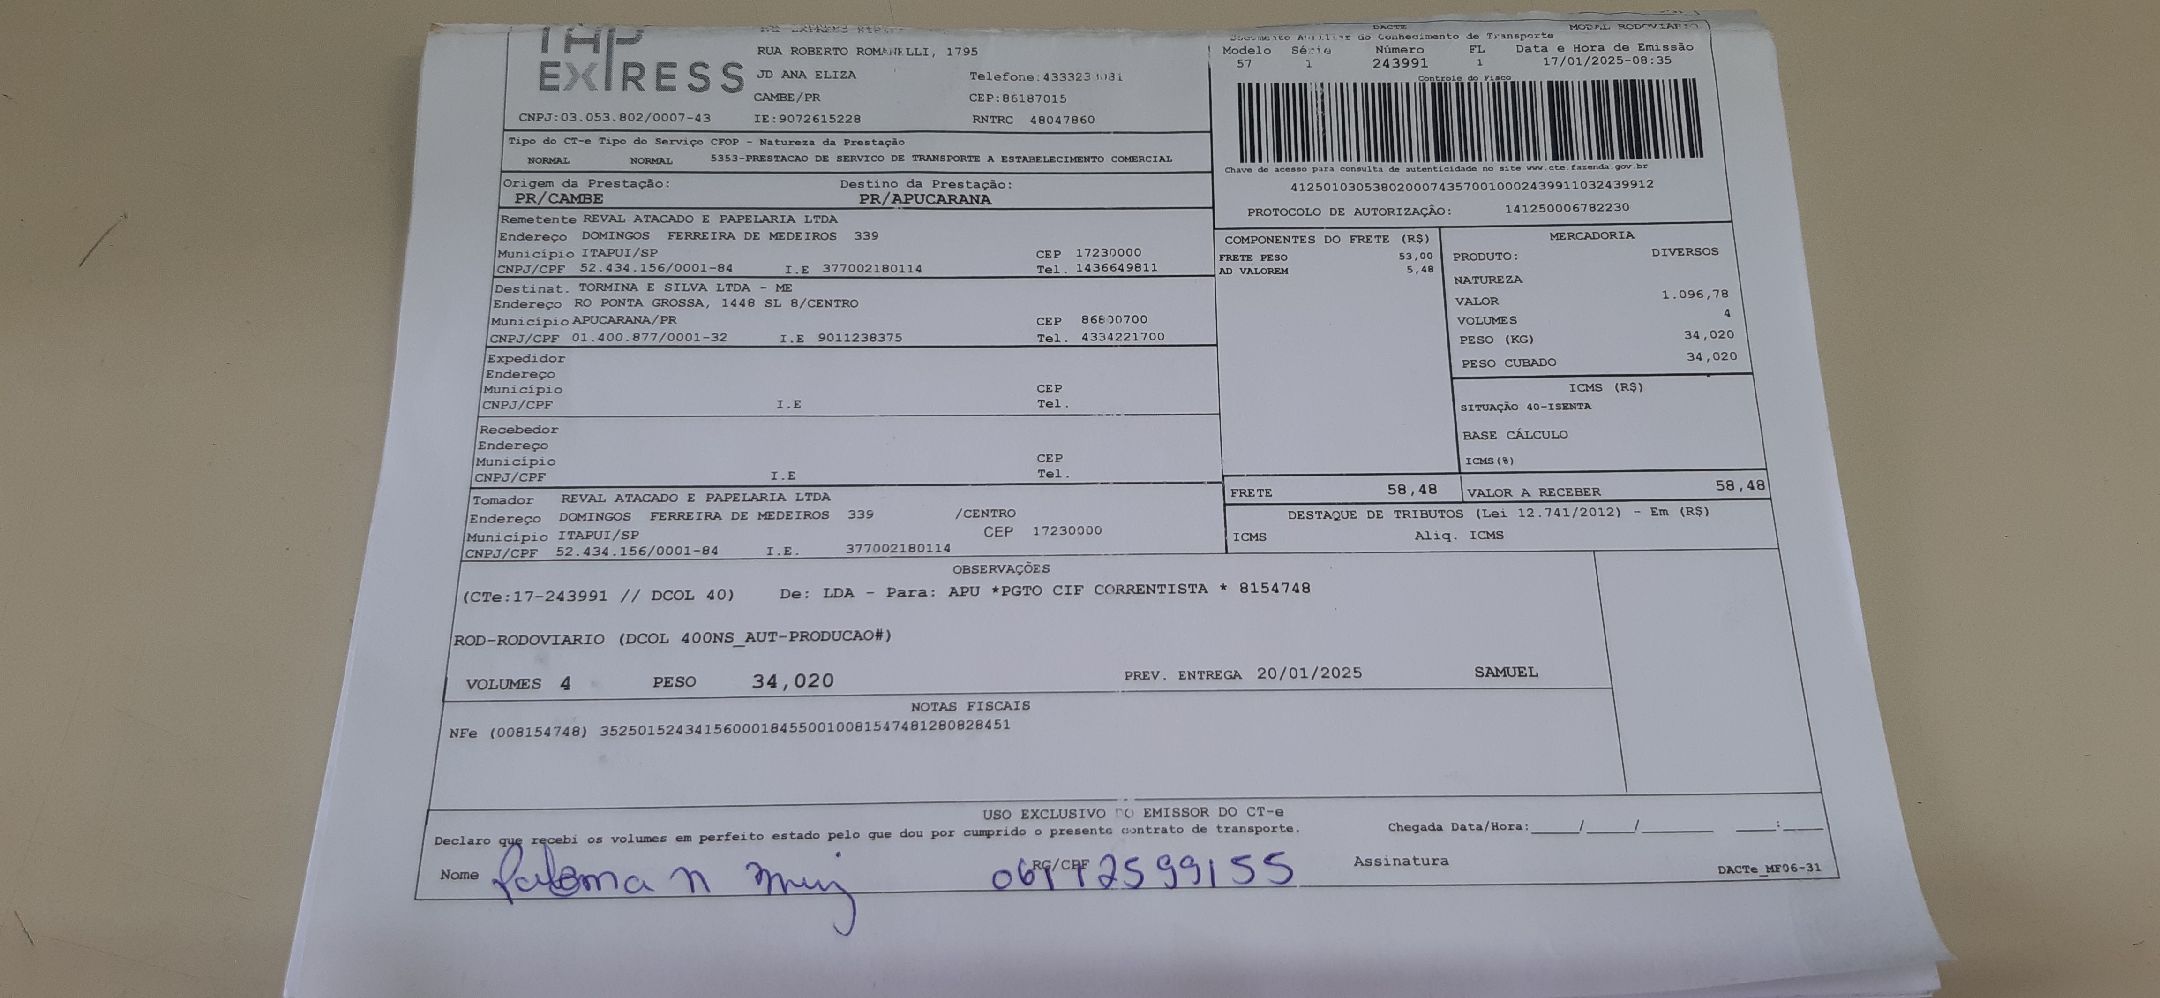 TAP
EXPRESS
RUA ROBERTO ROMANELLI, 1795
JD ANA ELIZA
CAMBE/PR
CNPJ:03.053.802/0007-43 IE:9072615228
CEP:86187015
RNTRC 48047860
DACTE MODAL RODOVIARIO
Documento Auxiliar do Conhecimento de Transporte
Modelo Série Número FL Data e Hora de Emissão
57 1 243991 1 17/01/2025-08:35
Controle do Fisco
Chave de acesso para consulta de autenticidade no site www.cte.fazenda.gov.br
41250103053802000743570010002439911032439912
PROTOCOLO DE AUTORIZAÇÃO: 141250006782230
Tipo do CT-e Tipo do Serviço CFOP - Natureza da Prestação
NORMAL NORMAL 5353-PRESTACAO DE SERVICO DE TRANSPORTE A ESTABELECIMENTO COMERCIAL
Origem da Prestação: Destino da Prestação:
PR/CAMBE PR/APUCARANA
Remetente REVAL ATACADO E PAPELARIA LTDA
Endereço DOMINGOS FERREIRA DE MEDEIROS 339
Município ITAPUI/SP CEP 17230000
CNPJ/CPF 52.434.156/0001-84 I.E 377002180114 Tel. 1436649811
Destinat. TORMINA E SILVA LTDA - ME
Endereço RO PONTA GROSSA, 1448 SL 8/CENTRO
Município APUCARANA/PR CEP 86800700
CNPJ/CPF 01.400.877/0001-32 I.E 9011238375 Tel. 4334221700
Expedidor
Endereço
Município CEP
CNPJ/CPF I.E Tel.
Recebedor
Endereço
Município CEP
CNPJ/CPF I.E Tel.
Tomador REVAL ATACADO E PAPELARIA LTDA
Endereço DOMINGOS FERREIRA DE MEDEIROS 339 /CENTRO
Município ITAPUI/SP CEP 17230000
CNPJ/CPF 52.434.156/0001-84 I.E. 377002180114
COMPONENTES DO FRETE (R$)
FRETE PESO 53,00
AD VALOREM 5,48
MERCADORIA
PRODUTO: DIVERSOS
NATUREZA
VALOR 1.096,78
VOLUMES 4
PESO (KG) 34,020
PESO CUBADO 34,020
ICMS (R$)
SITUAÇÃO 40-ISENTA
BASE CÁLCULO
ICMS(%)
FRETE 58,48 VALOR A RECEBER 58,48
DESTAQUE DE TRIBUTOS (Lei 12.741/2012) - Em (R$)
ICMS Aliq. ICMS
OBSERVAÇÕES
(CTe:17-243991 // DCOL 40) De: LDA - Para: APU *PGTO CIF CORRENTISTA * 8154748
ROD-RODOVIARIO (DCOL 400NS_AUT-PRODUCAO#)
VOLUMES 4 PESO 34,020 PREV. ENTREGA 20/01/2025 SAMUEL
NOTAS FISCAIS
NFe (008154748) 35250152434156000184550010081547481280828451
USO EXCLUSIVO DO EMISSOR DO CT-e
Declaro que recebi os volumes em perfeito estado pelo que dou por cumprido o presente contrato de transporte.
Chegada Data/Hora:_____/_____/_______ ____:____
Nome Paloma n RG/CPF Assinatura
DACTe_MF06-31